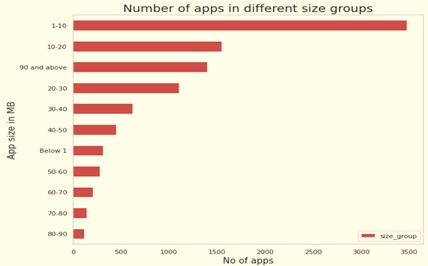 Number of apps in different size groups
App size in MB
1-10
10-20
90 and above
20-30
30-40
40-50
Below 1
50-60
60-70
70-80
80-90
size_group
0 500 1000 1500 2000 2500 3000 3500
No of apps